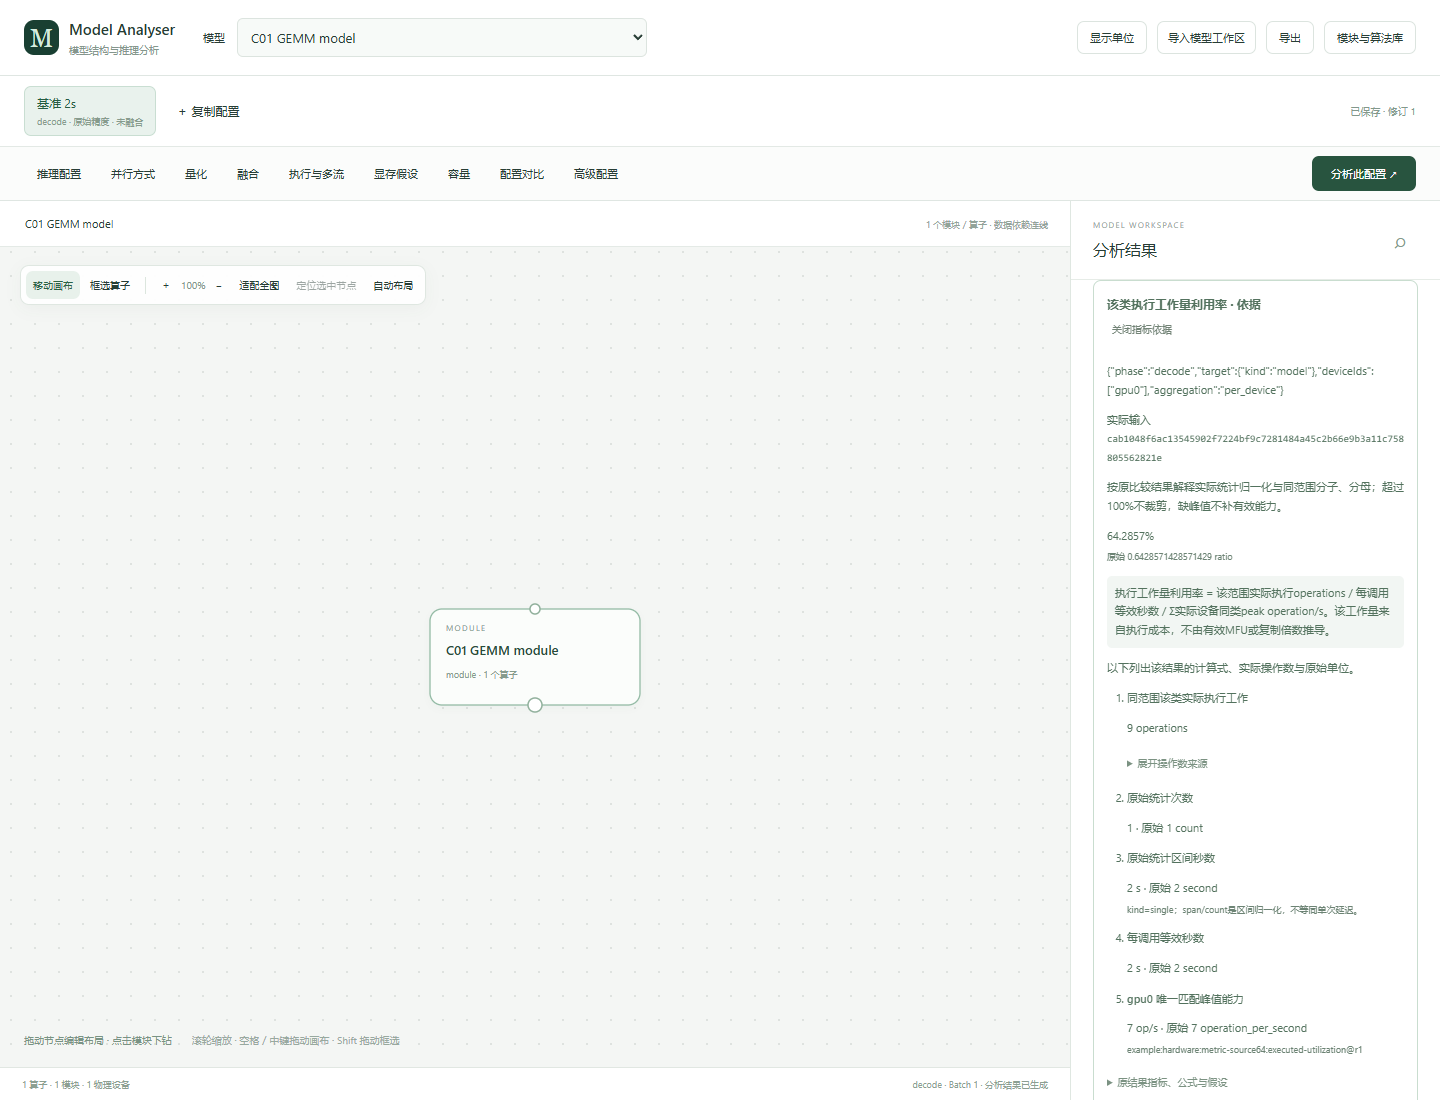 M
Model Analyser
模型结构与推理分析
模型
C01 GEMM model
显示单位
导入模型工作区
导出
模块与算法库
基准 2s
decode · 原始精度 · 未融合
+ 复制配置
已保存 · 修订 1
推理配置
并行方式
量化
融合
执行与多流
显存假设
容量
配置对比
高级配置
分析此配置 ↗
C01 GEMM model
1 个模块 / 算子 · 数据依赖连线
移动画布
框选算子
+
100%
−
适配全图
定位选中节点
自动布局
MODULE
C01 GEMM module
module · 1 个算子
拖动节点编辑布局 · 点击模块下钻
滚轮缩放 · 空格 / 中键拖动画布 · Shift 拖动框选
1 算子 · 1 模块 · 1 物理设备
decode · Batch 1 · 分析结果已生成
MODEL WORKSPACE
分析结果
该类执行工作量利用率 · 依据
关闭指标依据
{"phase":"decode","target":{"kind":"model"},"deviceIds":
["gpu0"],"aggregation":"per_device"}
实际输入
cab1048f6ac13545902f7224bf9c7281484a45c2b66e9b3a11c758
805562821e
按原比较结果解释实际统计归一化与同范围分子、分母；超过
100%不裁剪，缺峰值不补有效能力。
64.2857%
原始 0.6428571428571429 ratio
执行工作量利用率 = 该范围实际执行operations / 每调用
等效秒数 / Σ实际设备同类peak operation/s。该工作量来
自执行成本，不由有效MFU或复制倍数推导。
以下列出该结果的计算式、实际操作数与原始单位。
1. 同范围该类实际执行工作
9 operations
▶ 展开操作数来源
2. 原始统计次数
1 · 原始 1 count
3. 原始统计区间秒数
2 s · 原始 2 second
kind=single；span/count是区间归一化，不等同单次延迟。
4. 每调用等效秒数
2 s · 原始 2 second
5. gpu0 唯一匹配峰值能力
7 op/s · 原始 7 operation_per_second
example:hardware:metric-source64:executed-utilization@r1
▶ 原结果指标、公式与假设